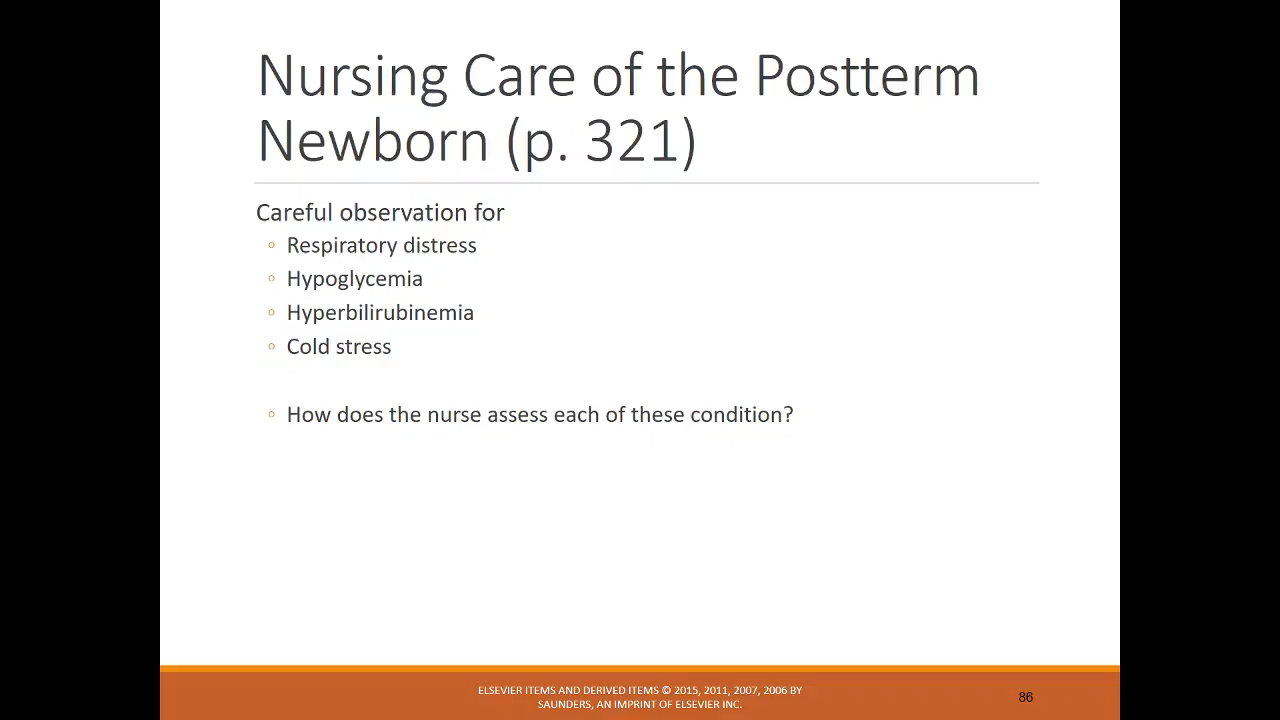 Nursing Care of the Postterm
Newborn (p. 321)
Careful observation for
◦ Respiratory distress
◦ Hypoglycemia
◦ Hyperbilirubinemia
◦ Cold stress
◦ How does the nurse assess each of these condition?
ELSEVIER ITEMS AND DERIVED ITEMS © 2015, 2011, 2007, 2006 BY
SAUNDERS, AN IMPRINT OF ELSEVIER INC.
86